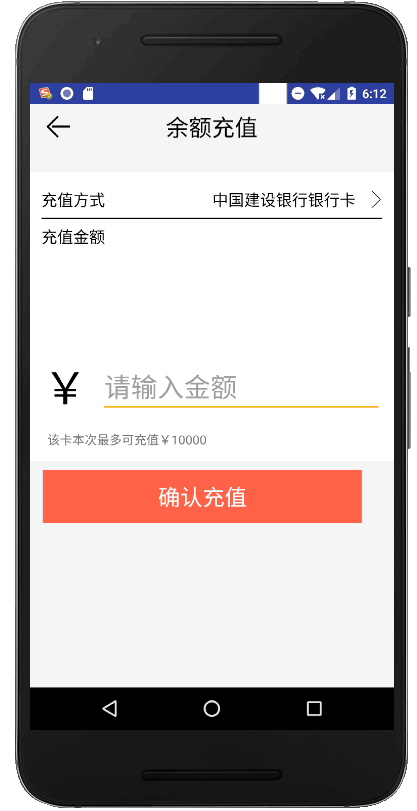 6:12
余额充值
充值方式 中国建设银行银行卡
充值金额
¥ 请输入金额
该卡本次最多可充值￥10000
确认充值